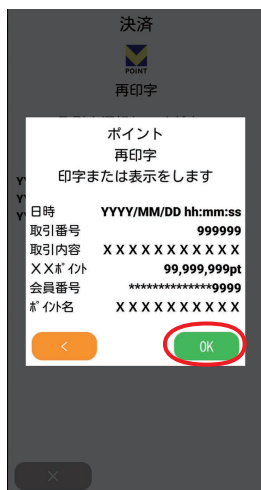 決済
POINT
再印字
ポイント
再印字
印字または表示をします
日時 YYYY/MM/DD hh:mm:ss
取引番号 999999
取引内容 ＸＸＸＸＸＸＸＸＸＸＸ
ＸＸﾎﾟｲﾝﾄ 99,999,999pt
会員番号 **************9999
ﾎﾟｲﾝﾄ名 ＸＸＸＸＸＸＸＸＸＸ
< OK
×